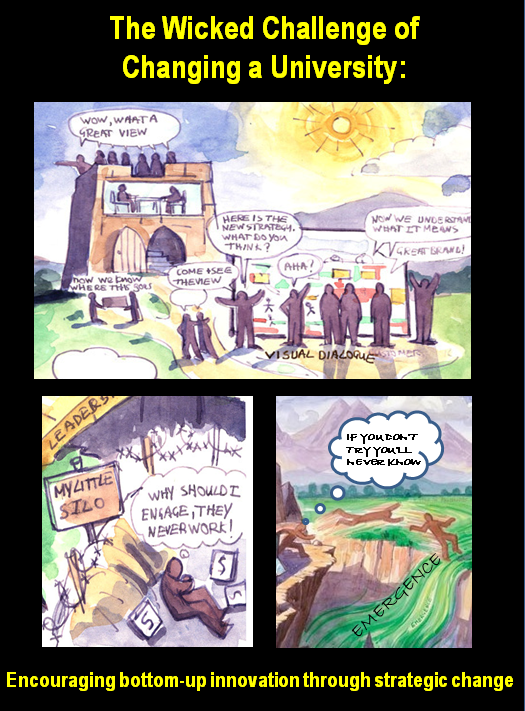 The Wicked Challenge of
Changing a University:
WOW, WHAT A
GREAT VIEW
HERE IS THE
NEW STRATEGY.
WHAT DO YOU
THINK?
NOW WE UNDERSTAND
WHAT IT MEANS
GREAT BRAND!
AHA!
COME & SEE
THE VIEW
NOW WE KNOW
WHERE THIS GOES
VISUAL DIALOGUE
LEADERS
MY LITTLE
SILO
WHY SHOULD I
ENGAGE, THEY
NEVER WORK!
IF YOU DON'T
TRY YOU'LL
NEVER KNOW
EMERGENCE
Encouraging bottom-up innovation through strategic change